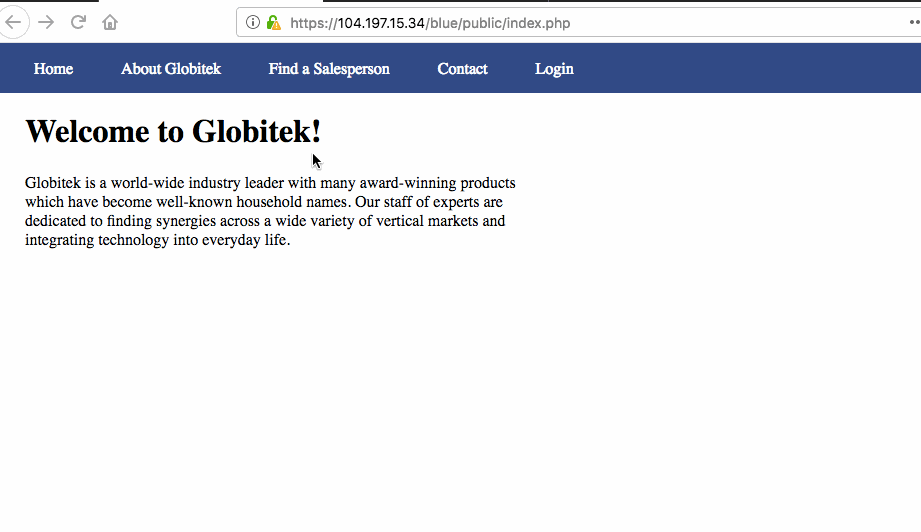 https://104.197.15.34/blue/public/index.php
Home About Globitek Find a Salesperson Contact Login
Welcome to Globitek!
Globitek is a world-wide industry leader with many award-winning products
which have become well-known household names. Our staff of experts are
dedicated to finding synergies across a wide variety of vertical markets and
integrating technology into everyday life.